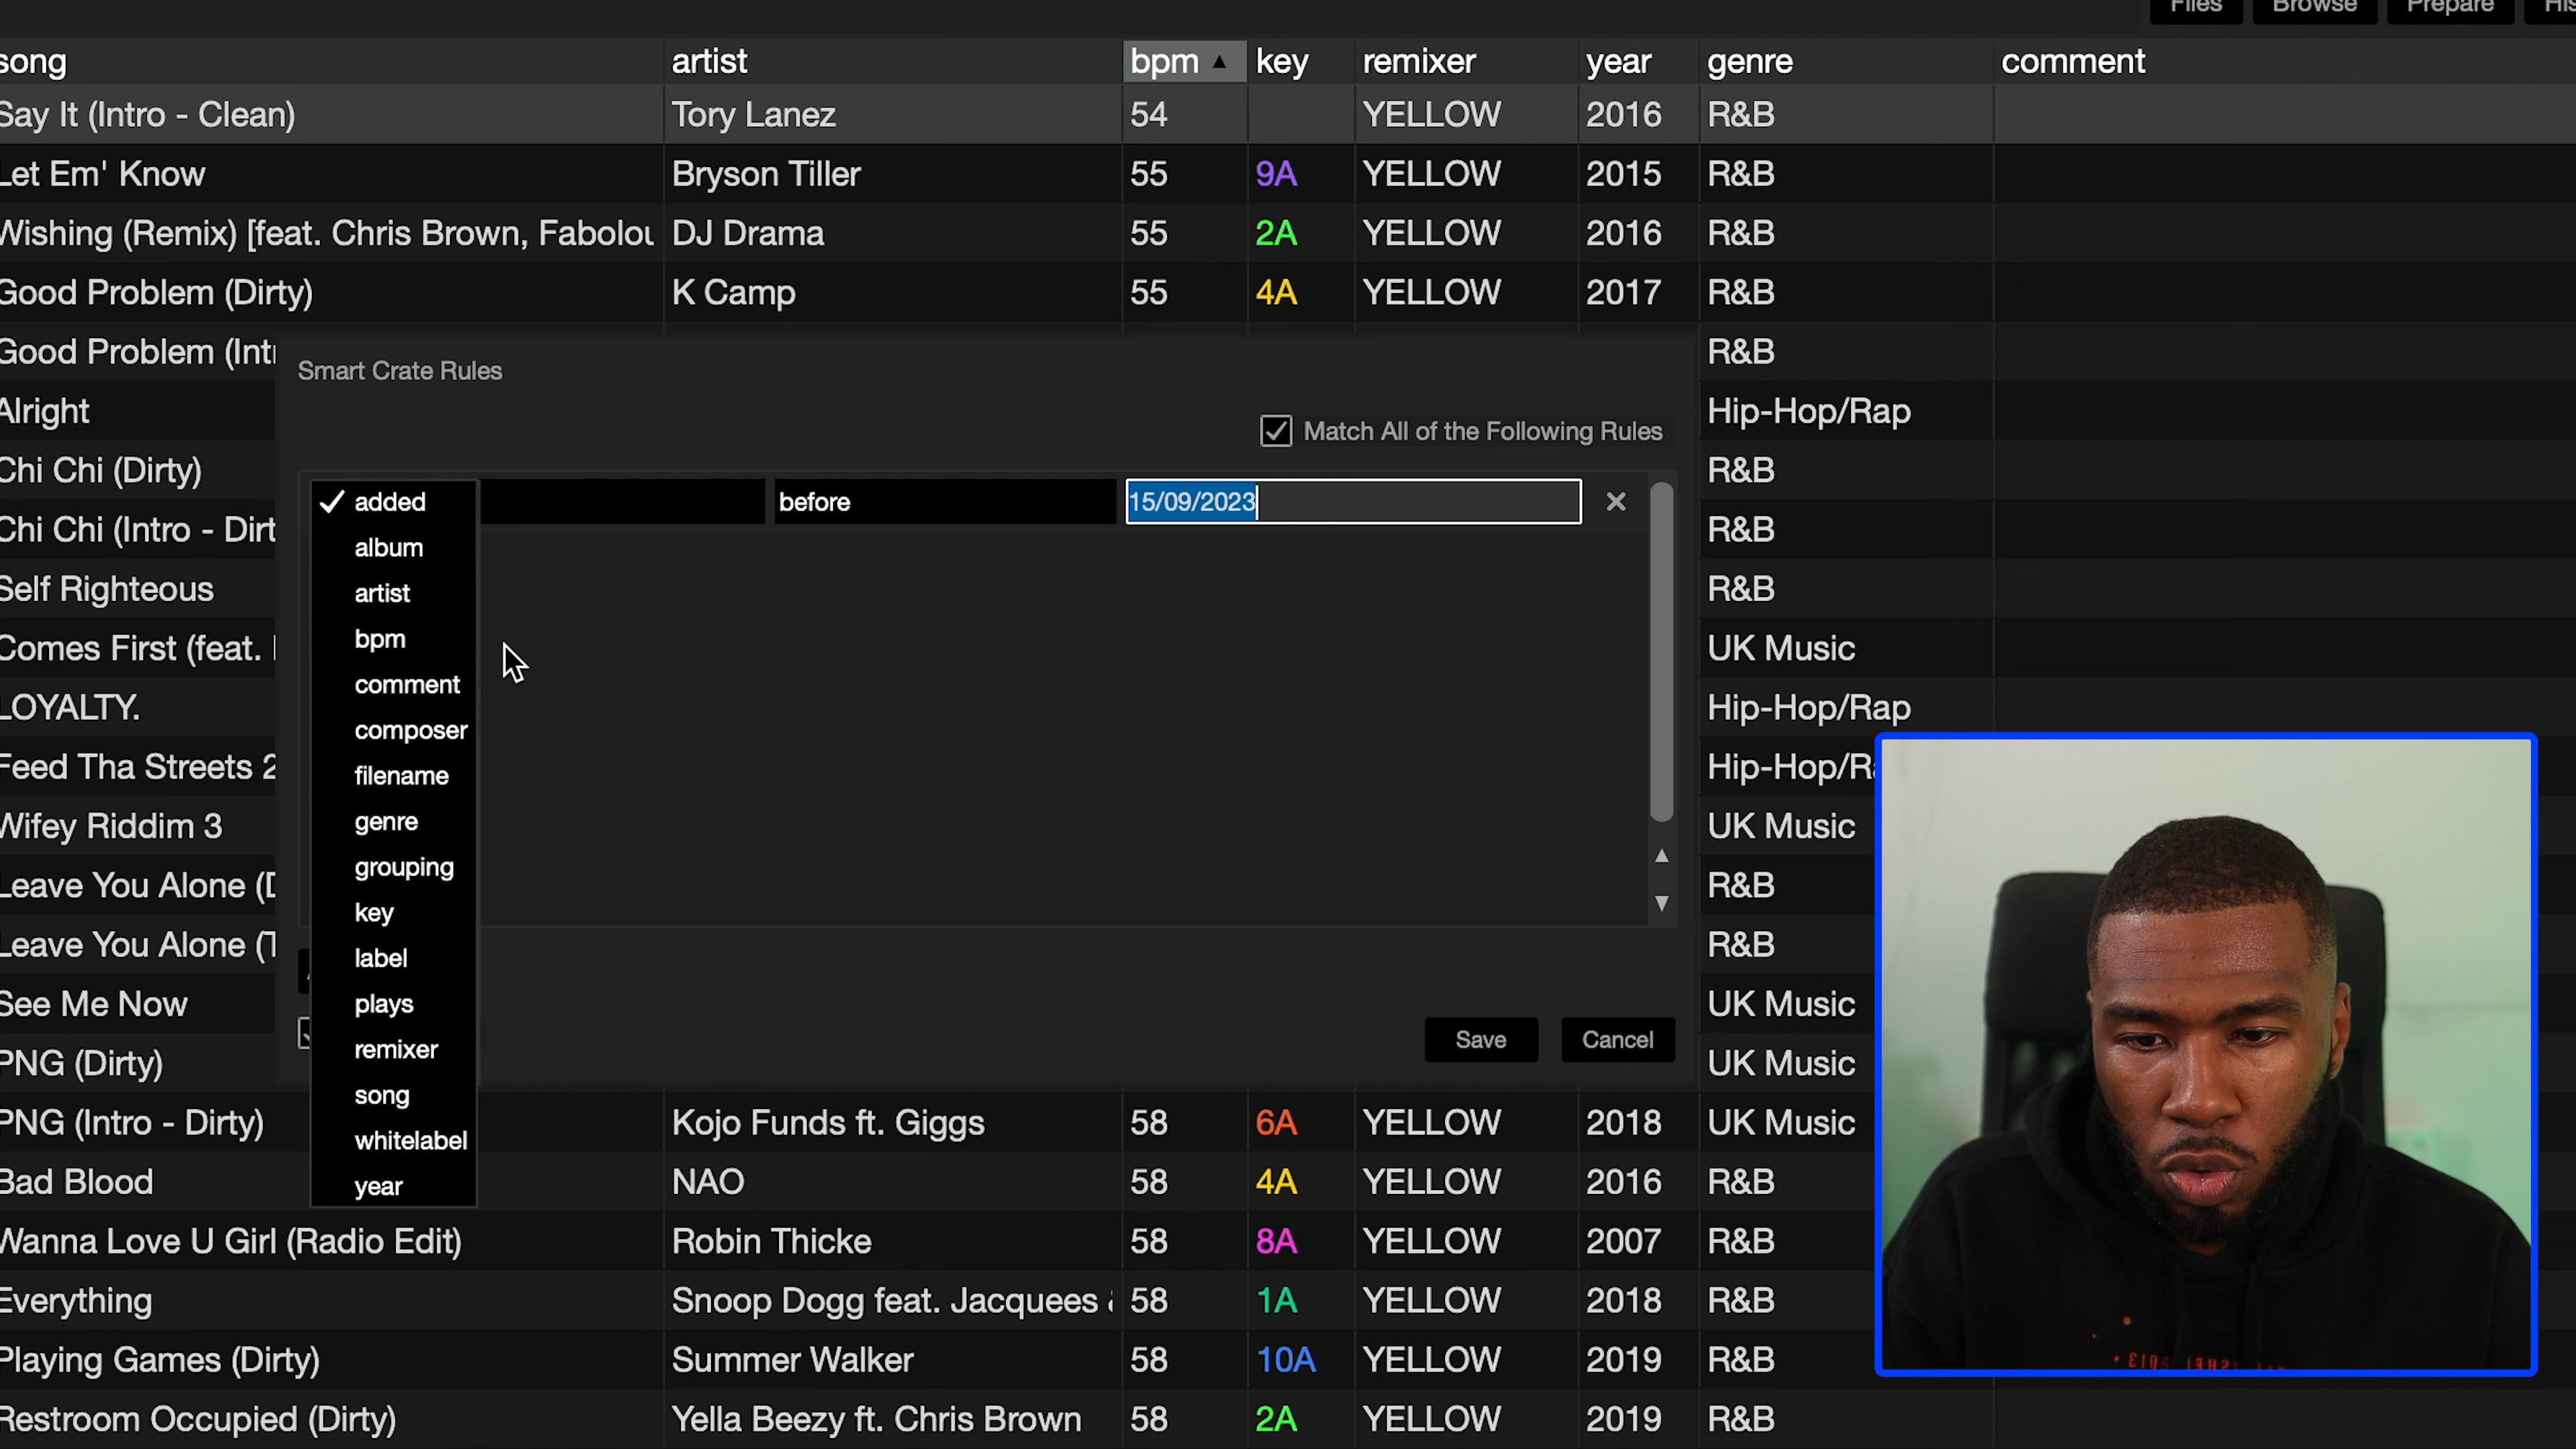 Files Browse Prepare His
song artist bpm ▲ key remixer year genre comment
Say It (Intro - Clean) Tory Lanez 54 YELLOW 2016 R&B
Let Em' Know Bryson Tiller 55 9A YELLOW 2015 R&B
Wishing (Remix) [feat. Chris Brown, Fabolou DJ Drama 55 2A YELLOW 2016 R&B
Good Problem (Dirty) K Camp 55 4A YELLOW 2017 R&B
Good Problem (Intr R&B
Smart Crate Rules
Alright Hip-Hop/Rap
Match All of the Following Rules
Chi Chi (Dirty) R&B
added before 15/09/2023
Chi Chi (Intro - Dirt R&B
album
Self Righteous R&B
artist
Comes First (feat. UK Music
bpm
comment
LOYALTY. Hip-Hop/Rap
composer
Feed Tha Streets 2 Hip-Hop/Ra
filename
Wifey Riddim 3 UK Music
genre
grouping
Leave You Alone (D R&B
key
Leave You Alone (T R&B
label
See Me Now UK Music
plays
Save Cancel
remixer
PNG (Dirty) UK Music
song
PNG (Intro - Dirty) Kojo Funds ft. Giggs 58 6A YELLOW 2018 UK Music
whitelabel
Bad Blood NAO 58 4A YELLOW 2016 R&B
year
Wanna Love U Girl (Radio Edit) Robin Thicke 58 8A YELLOW 2007 R&B
Everything Snoop Dogg feat. Jacquees 58 1A YELLOW 2018 R&B
Playing Games (Dirty) Summer Walker 58 10A YELLOW 2019 R&B
Restroom Occupied (Dirty) Yella Beezy ft. Chris Brown 58 2A YELLOW 2019 R&B